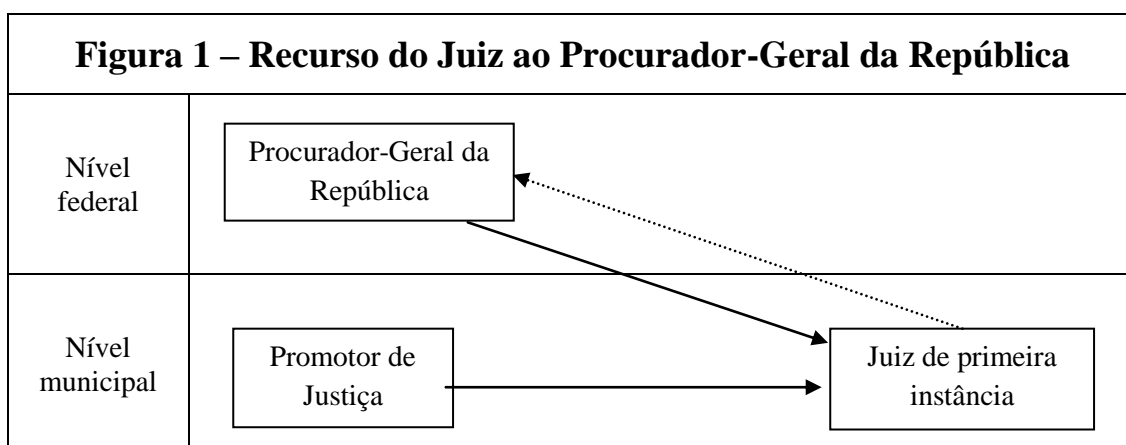 Figura 1 – Recurso do Juiz ao Procurador-Geral da República
Nível
federal
Procurador-Geral da
República
Nível
municipal
Promotor de
Justiça
Juiz de primeira
instância